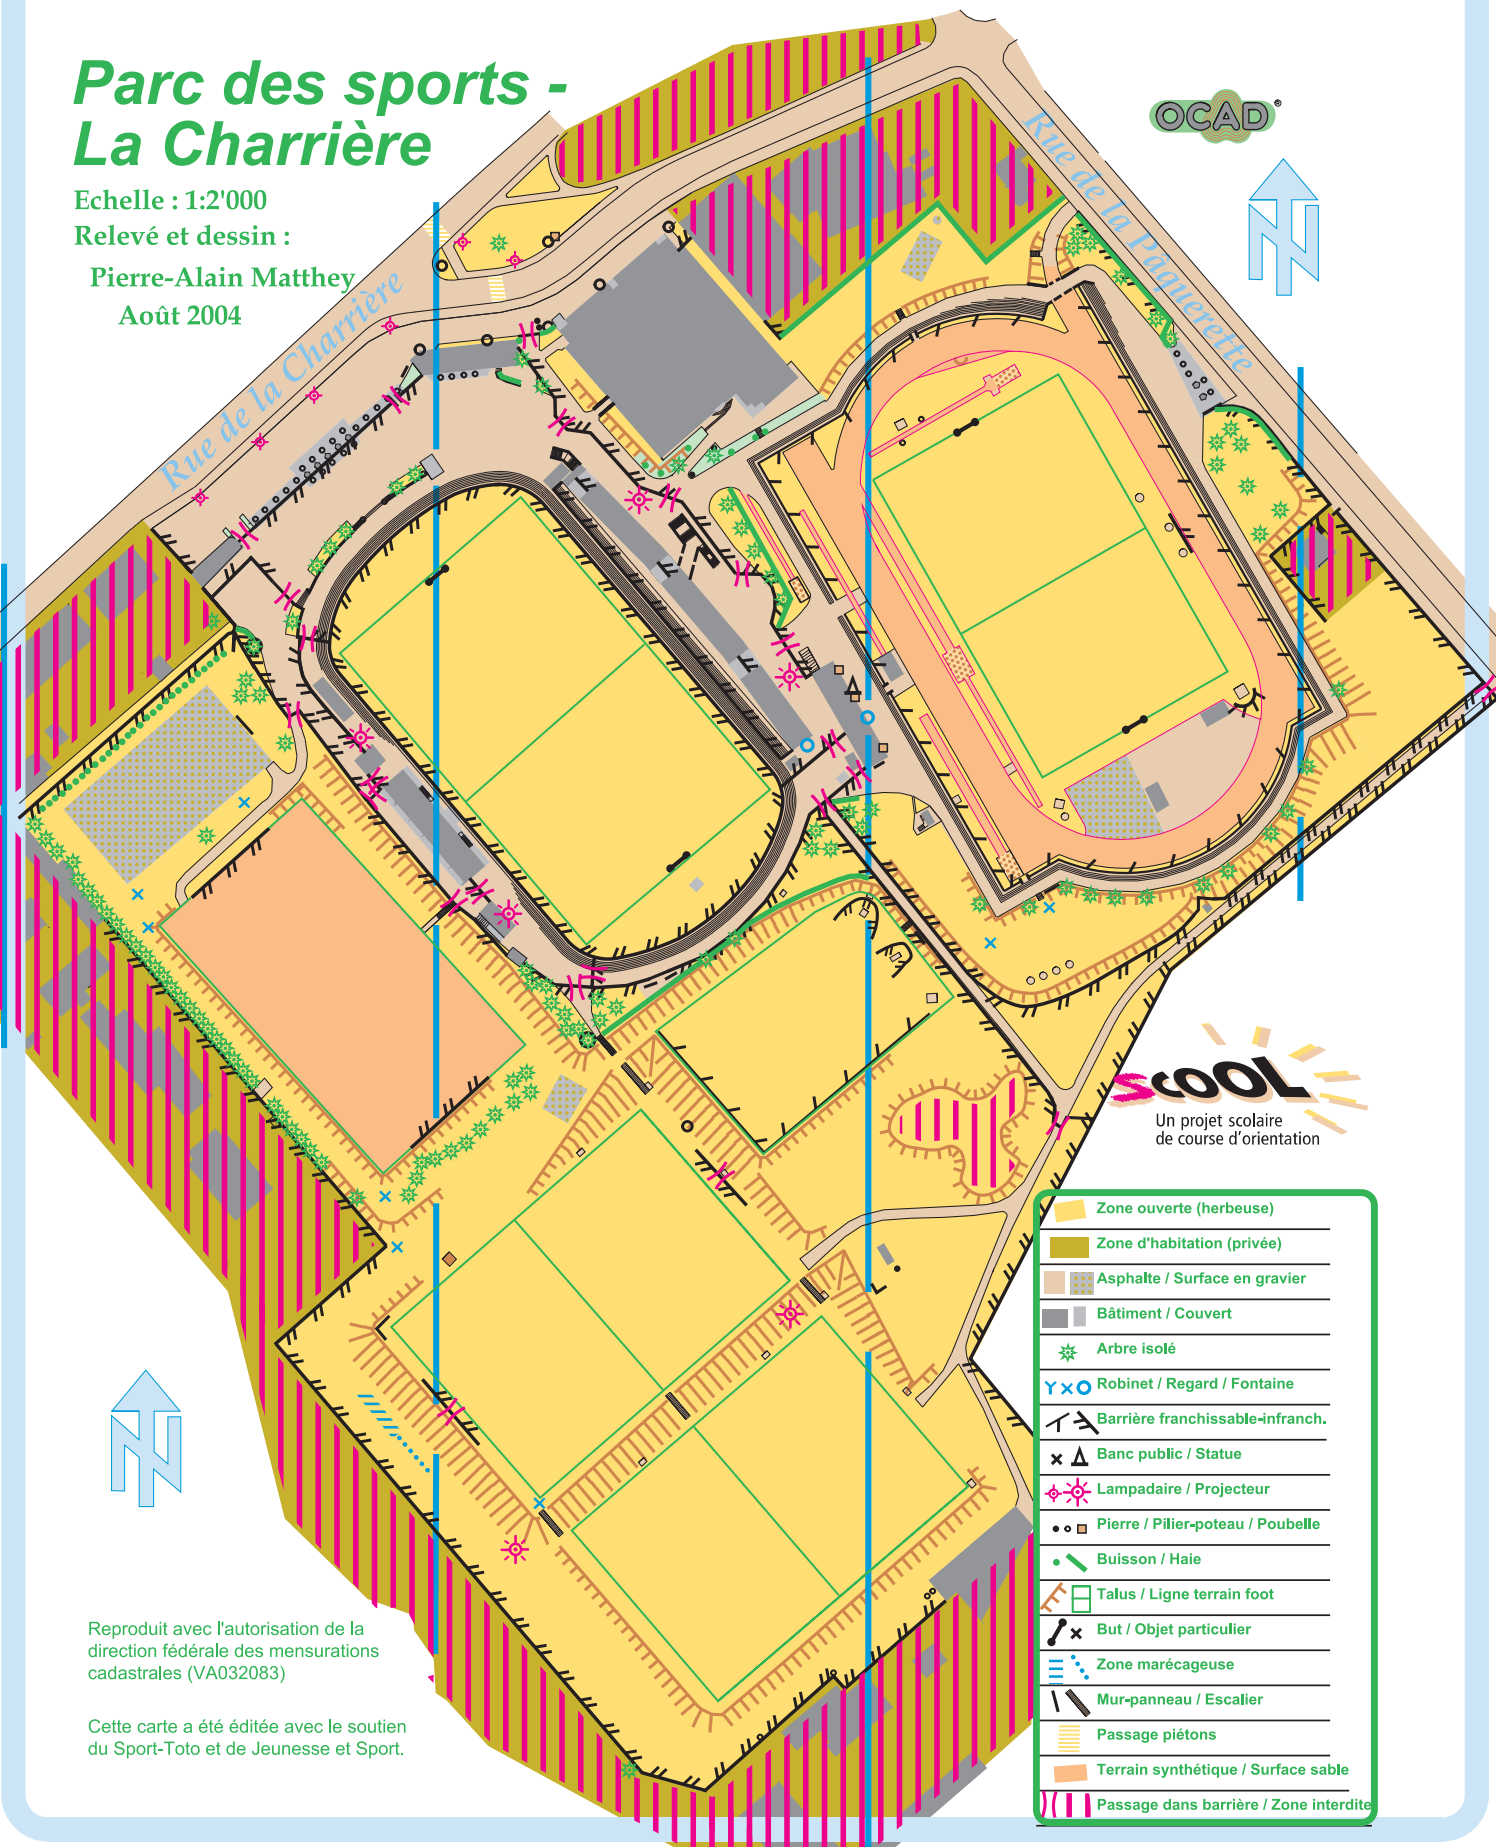 Parc des sports -
La Charrière
Echelle : 1:2'000
Relevé et dessin :
Pierre-Alain Matthey
Août 2004
Rue de la Charrière
Rue de la Pâquerette
OCAD®
N
scooL
Un projet scolaire
de course d'orientation
Zone ouverte (herbeuse)
Zone d'habitation (privée)
Asphalte / Surface en gravier
Bâtiment / Couvert
Arbre isolé
Robinet / Regard / Fontaine
Barrière franchissable-infranch.
Banc public / Statue
Lampadaire / Projecteur
Pierre / Pilier-poteau / Poubelle
Buisson / Haie
Talus / Ligne terrain foot
But / Objet particulier
Zone marécageuse
Mur-panneau / Escalier
Passage piétons
Terrain synthétique / Surface sable
Passage dans barrière / Zone interdite
N
Reproduit avec l'autorisation de la
direction fédérale des mensurations
cadastrales (VA032083)
Cette carte a été éditée avec le soutien
du Sport-Toto et de Jeunesse et Sport.